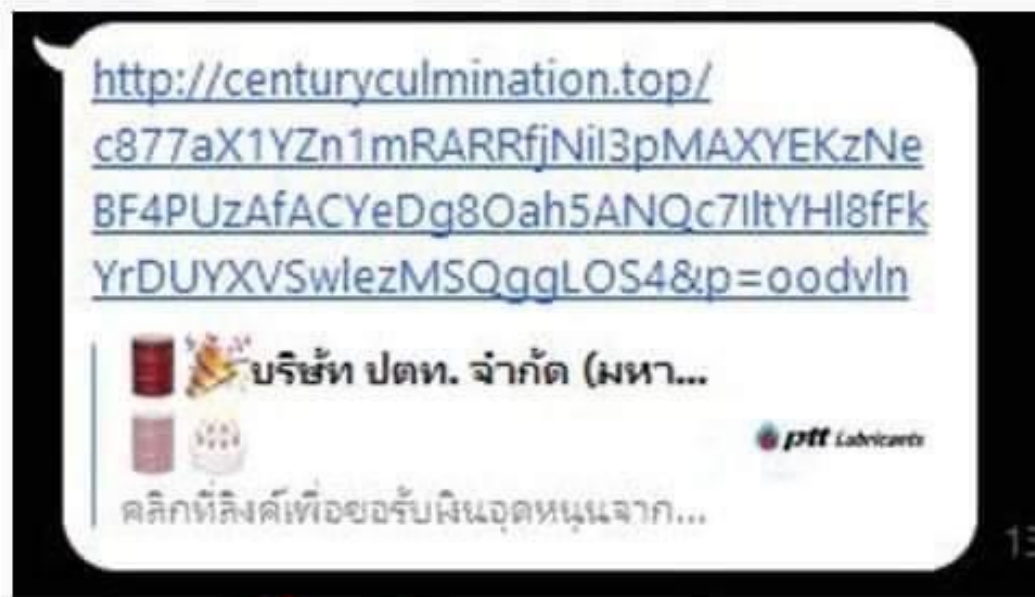 http://centuryculmination.top/
c877aX1YZn1mRARRfjNil3pMAXYEKzNe
BF4PUzAfACYeDg8Oah5ANQc7IltYHl8fFk
YrDUYXVSwlezMSQggLOS4&p=oodvln
🛢️🎉บริษัท ปตท. จำกัด (มหา...
🛢️🎂
ptt Lubricants
คลิกที่ลิงค์เพื่อขอรับเงินอุดหนุนจาก...